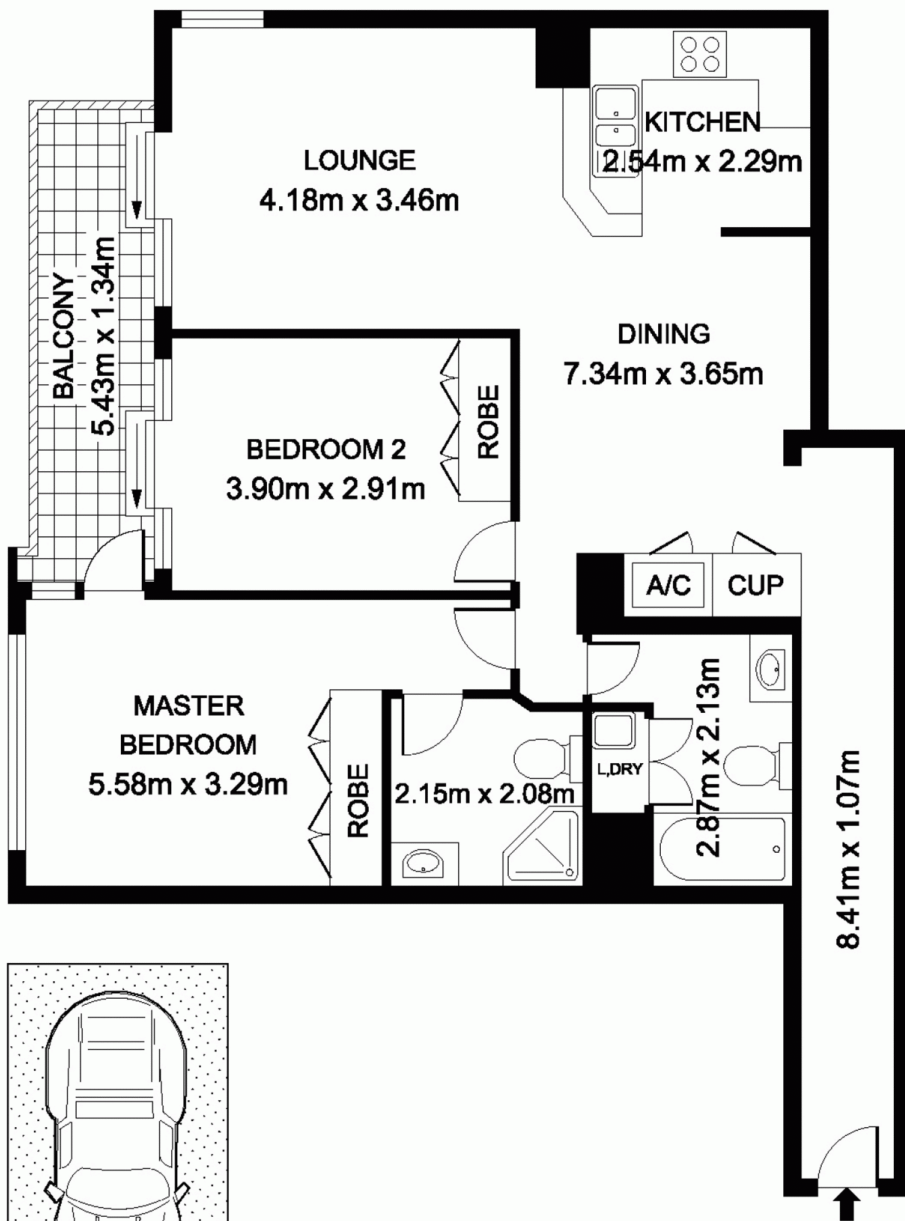 KITCHEN
2.54m x 2.29m
LOUNGE
4.18m x 3.46m
BALCONY
5.43m x 1.34m
DINING
7.34m x 3.65m
BEDROOM 2
3.90m x 2.91m
ROBE
A/C
CUP
MASTER
BEDROOM
5.58m x 3.29m
ROBE
2.15m x 2.08m
L,DRY
2.87m x 2.13m
8.41m x 1.07m